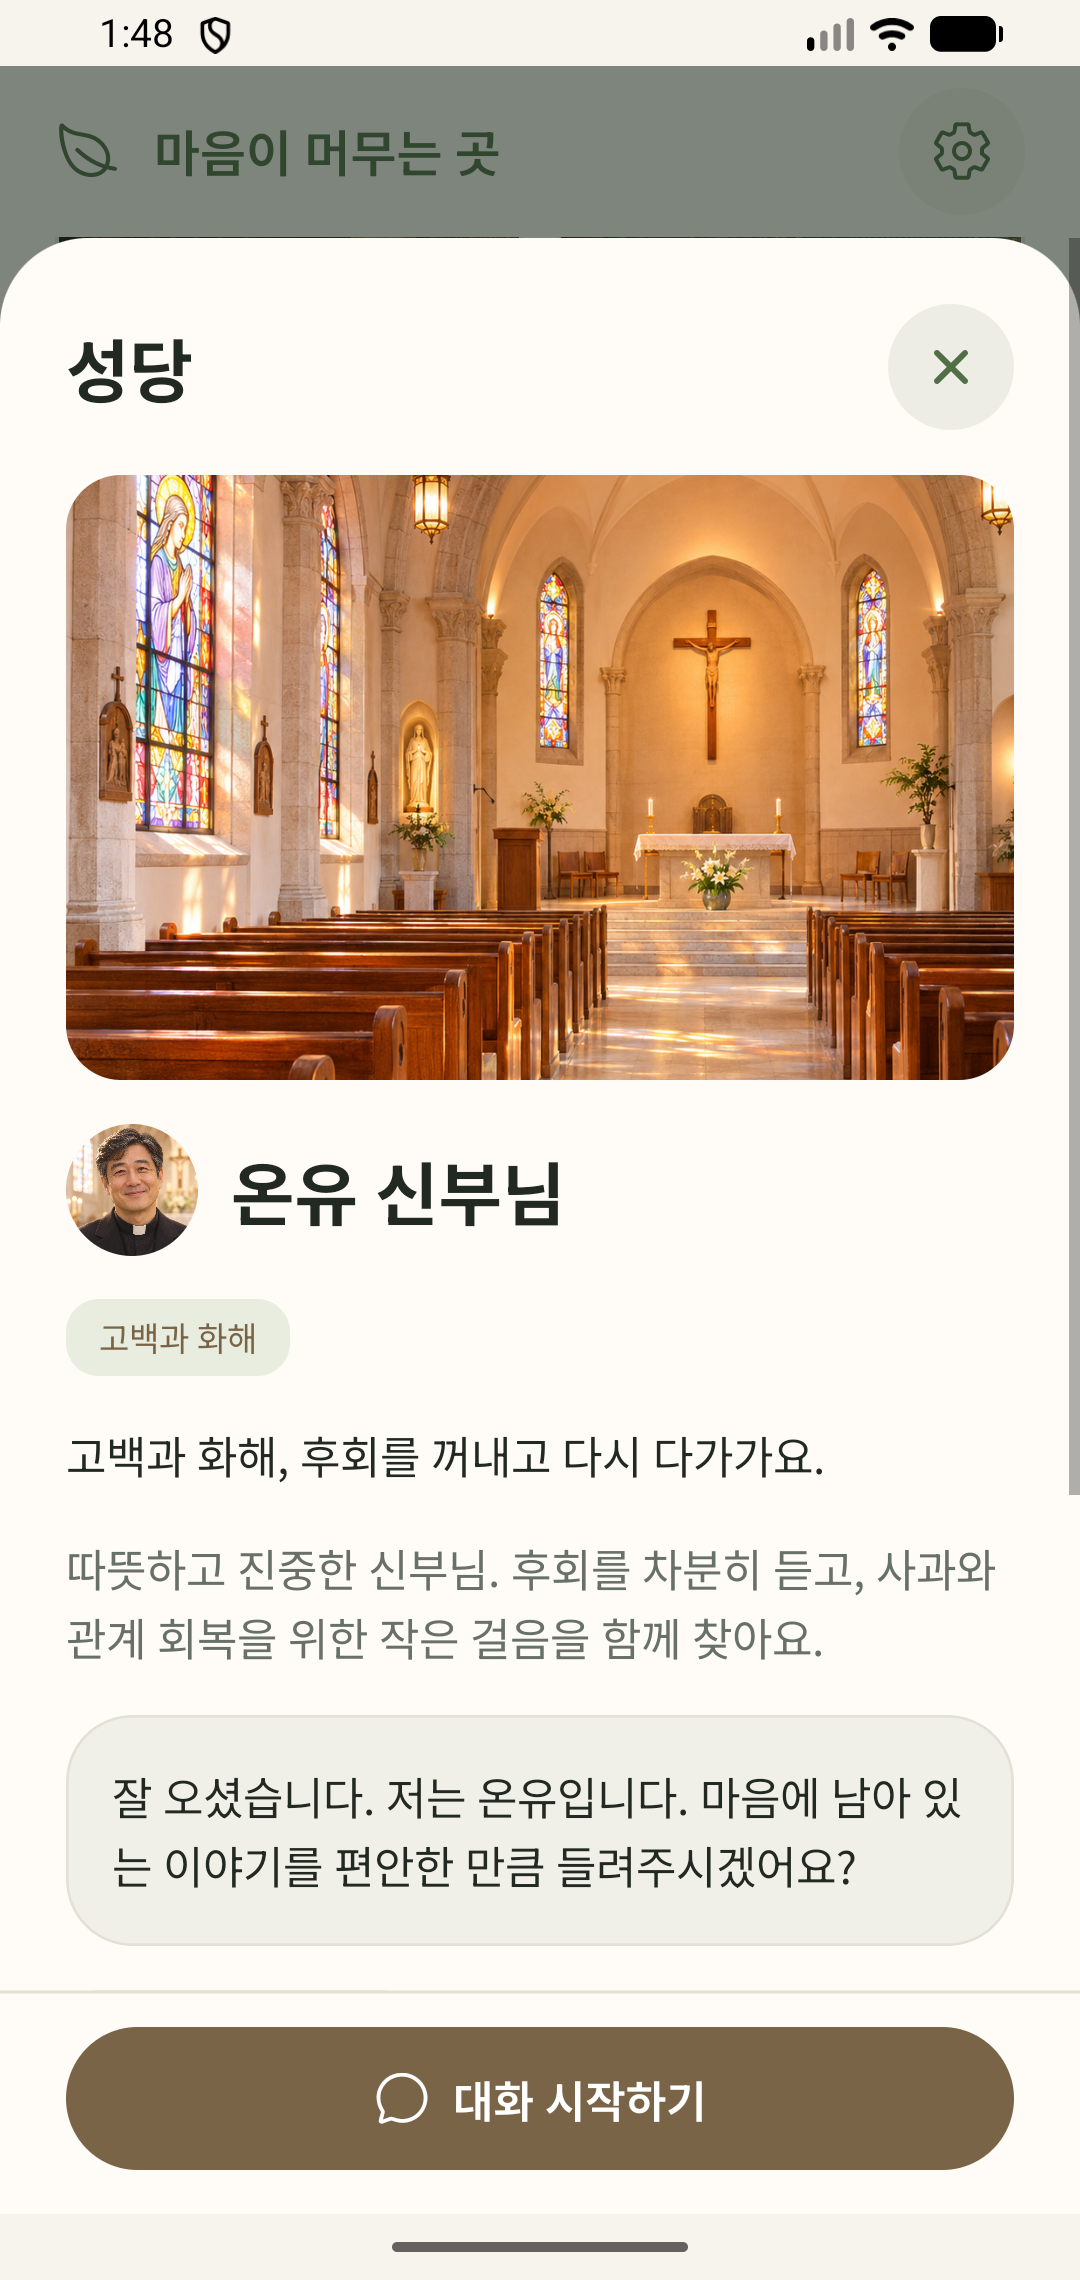 1:48
마음이 머무는 곳
성당
온유 신부님
고백과 화해
고백과 화해, 후회를 꺼내고 다시 다가가요.
따뜻하고 진중한 신부님. 후회를 차분히 듣고, 사과와
관계 회복을 위한 작은 걸음을 함께 찾아요.
잘 오셨습니다. 저는 온유입니다. 마음에 남아 있
는 이야기를 편안한 만큼 들려주시겠어요?
대화 시작하기